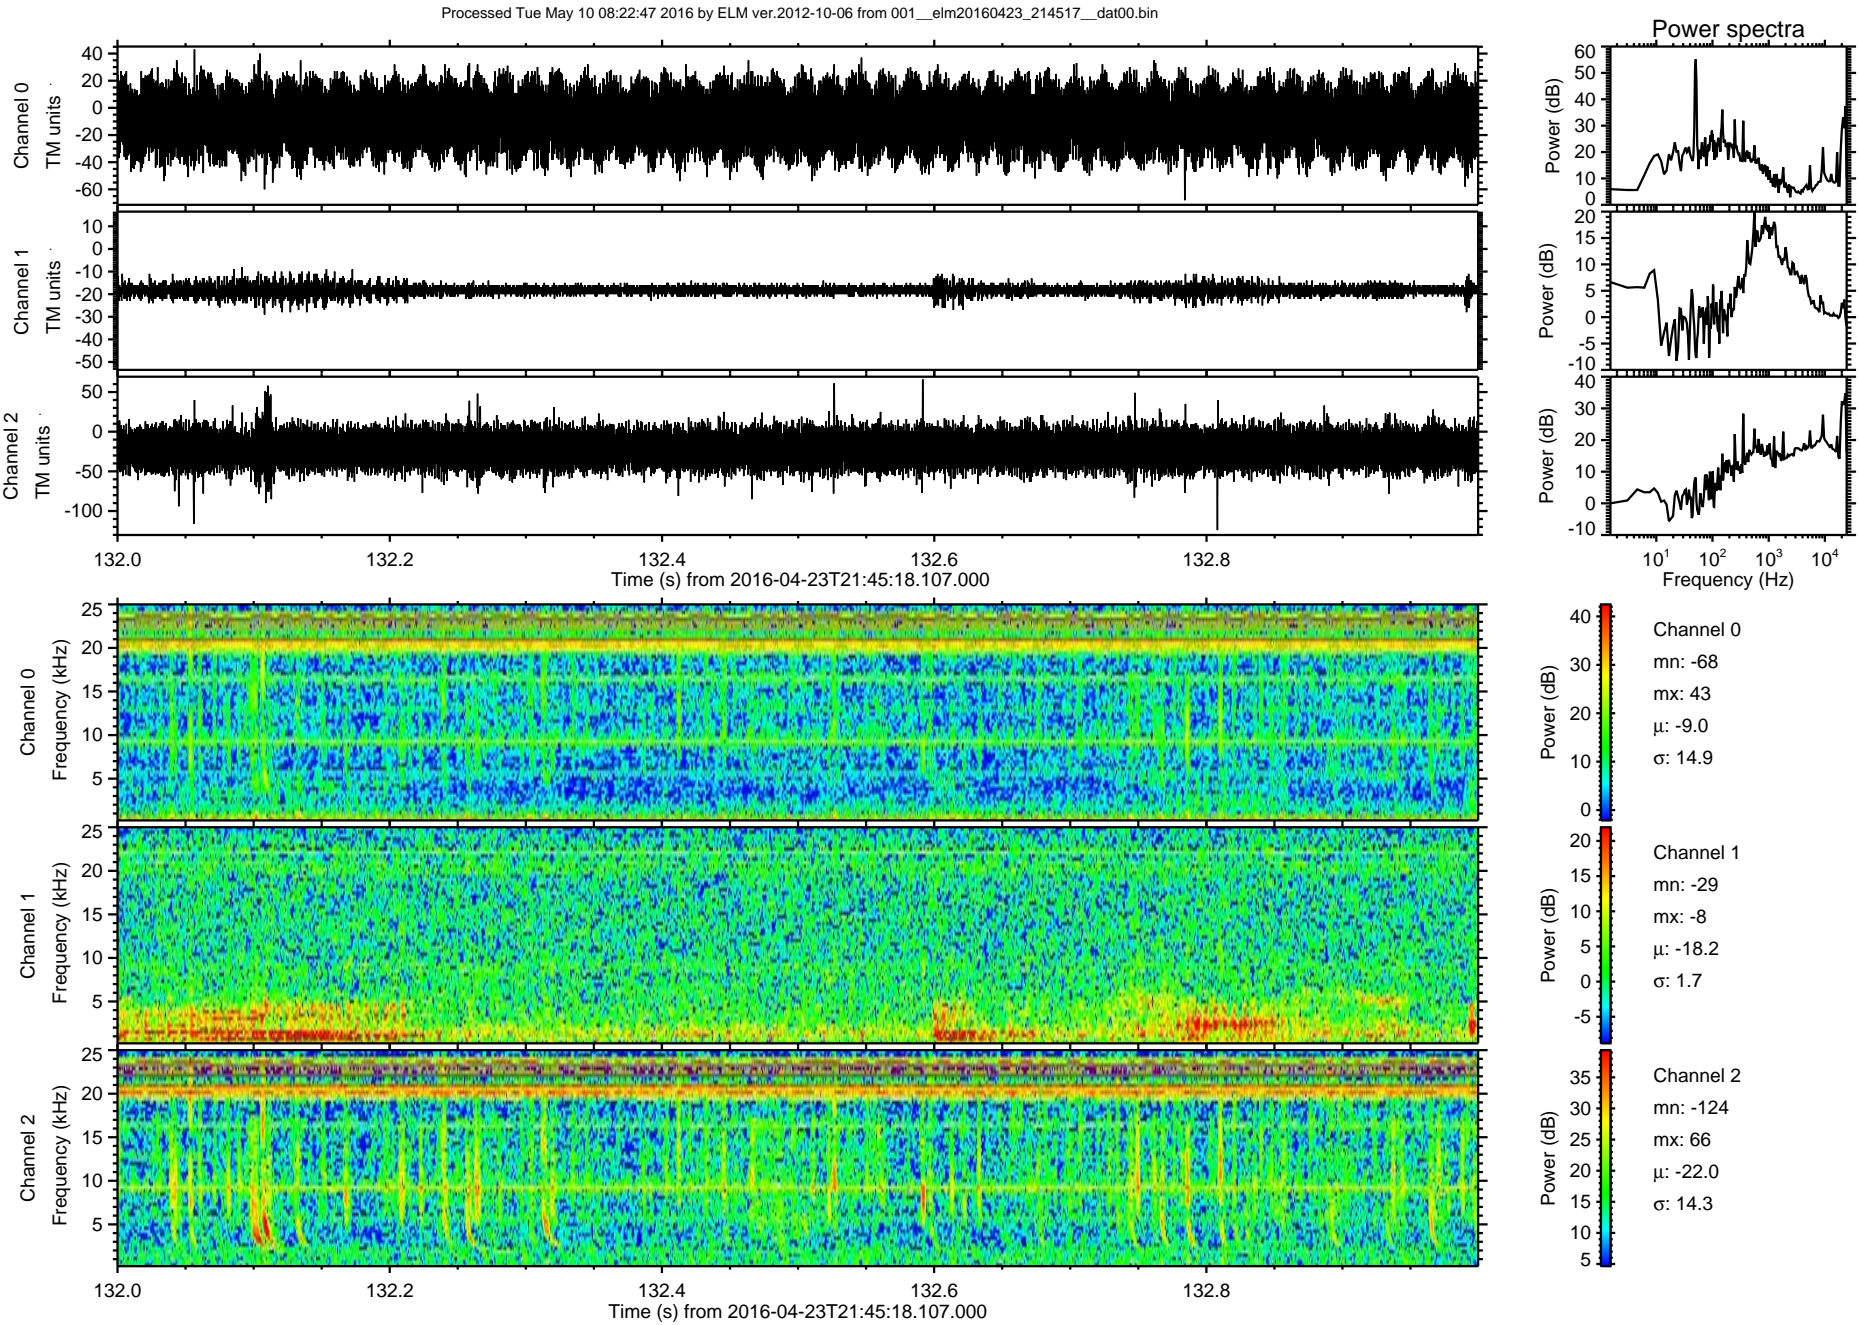 Processed Tue May 10 08:22:47 2016 by ELM ver.2012-10-06 from 001__elm20160423_214517__dat00.bin
Power spectra
Channel 0
TM units
40
20
0
-20
-40
-60
Power (dB)
60
50
40
30
20
10
0
Channel 1
TM units
10
0
-10
-20
-30
-40
-50
Power (dB)
20
15
10
5
0
-5
-10
Channel 2
TM units
50
0
-50
-100
Power (dB)
40
30
20
10
0
-10
132.0 132.2 132.4 132.6 132.8
Time (s) from 2016-04-23T21:45:18.107.000
10¹ 10² 10³ 10⁴
Frequency (Hz)
Channel 0
Frequency (kHz)
25
20
15
10
5
Power (dB)
40
30
20
10
0
Channel 0
mn: -68
mx: 43
μ: -9.0
σ: 14.9
Channel 1
Frequency (kHz)
25
20
15
10
5
Power (dB)
20
15
10
5
0
-5
Channel 1
mn: -29
mx: -8
μ: -18.2
σ: 1.7
Channel 2
Frequency (kHz)
25
20
15
10
5
Power (dB)
35
30
25
20
15
10
5
Channel 2
mn: -124
mx: 66
μ: -22.0
σ: 14.3
132.0 132.2 132.4 132.6 132.8
Time (s) from 2016-04-23T21:45:18.107.000